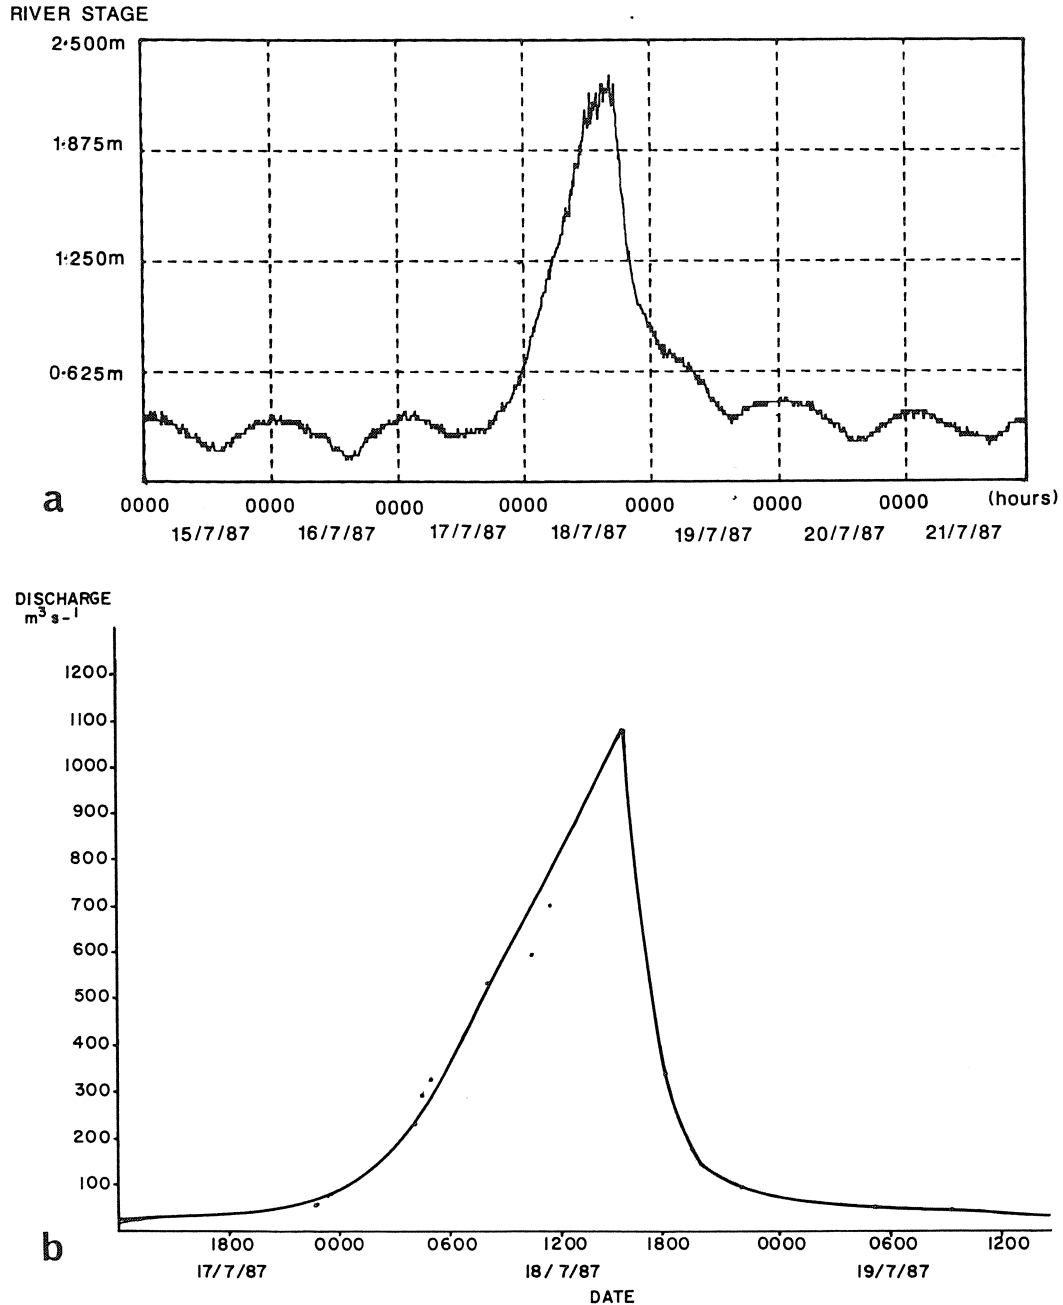 RIVER STAGE
2·500m
1·875m
1·250m
0·625m
a
0000 0000 0000 0000 0000 0000 0000 (hours)
15/7/87 16/7/87 17/7/87 18/7/87 19/7/87 20/7/87 21/7/87
DISCHARGE
m³ s-1
1200
1100
1000
900
800
700
600
500
400
300
200
100
b
1800 0000 0600 1200 1800 0000 0600 1200
17/7/87 18/7/87 19/7/87
DATE